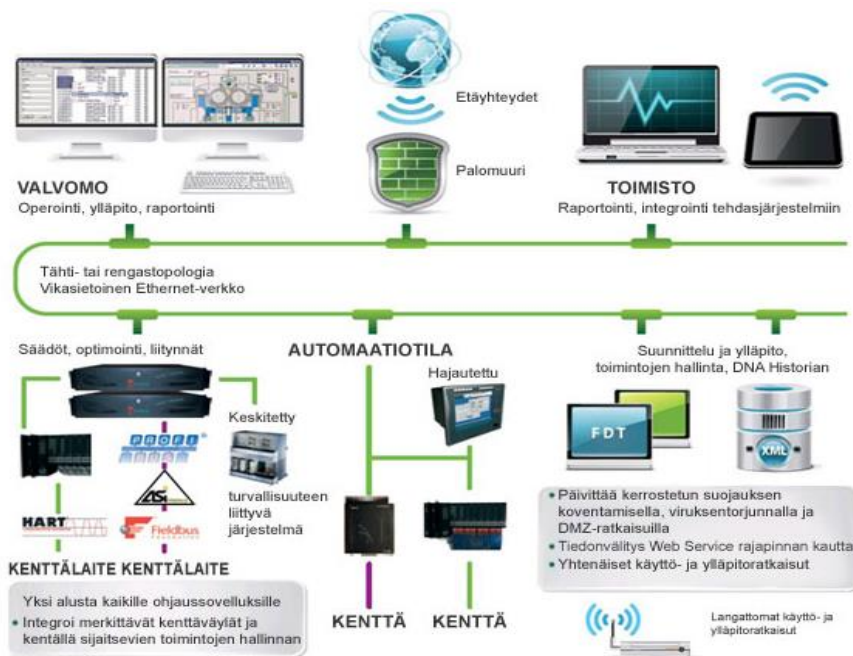 Etäyhteydet
Palomuuri
VALVOMO
Operointi, ylläpito, raportointi
TOIMISTO
Raportointi, integrointi tehdasjärjestelmiin
Tähti- tai rengastopologia
Vikasietoinen Ethernet-verkko
Säädöt, optimointi, liitynnät
AUTOMAATIOTILA
Suunnittelu ja ylläpito,
toimintojen hallinta, DNA Historian
Keskitetty
Hajautettu
PROFI
BUS
ASi
HART
Fieldbus
turvallisuuteen
liittyvä
järjestelmä
FDT
XML
• Päivittää kerrostetun suojauksen
koventamisella, viruksentorjunnalla ja
DMZ-ratkaisuilla
• Tiedonvälitys Web Service rajapinnan kautta
• Yhtenäiset käyttö- ja ylläpitoratkaisut
KENTTÄLAITE KENTTÄLAITE
Yksi alusta kaikille ohjaussovelluksille
• Integroi merkittävät kenttäväylät ja
kentällä sijaitsevien toimintojen hallinnan
KENTTÄ
KENTTÄ
Langattomat käyttö- ja
ylläpitoratkaisut